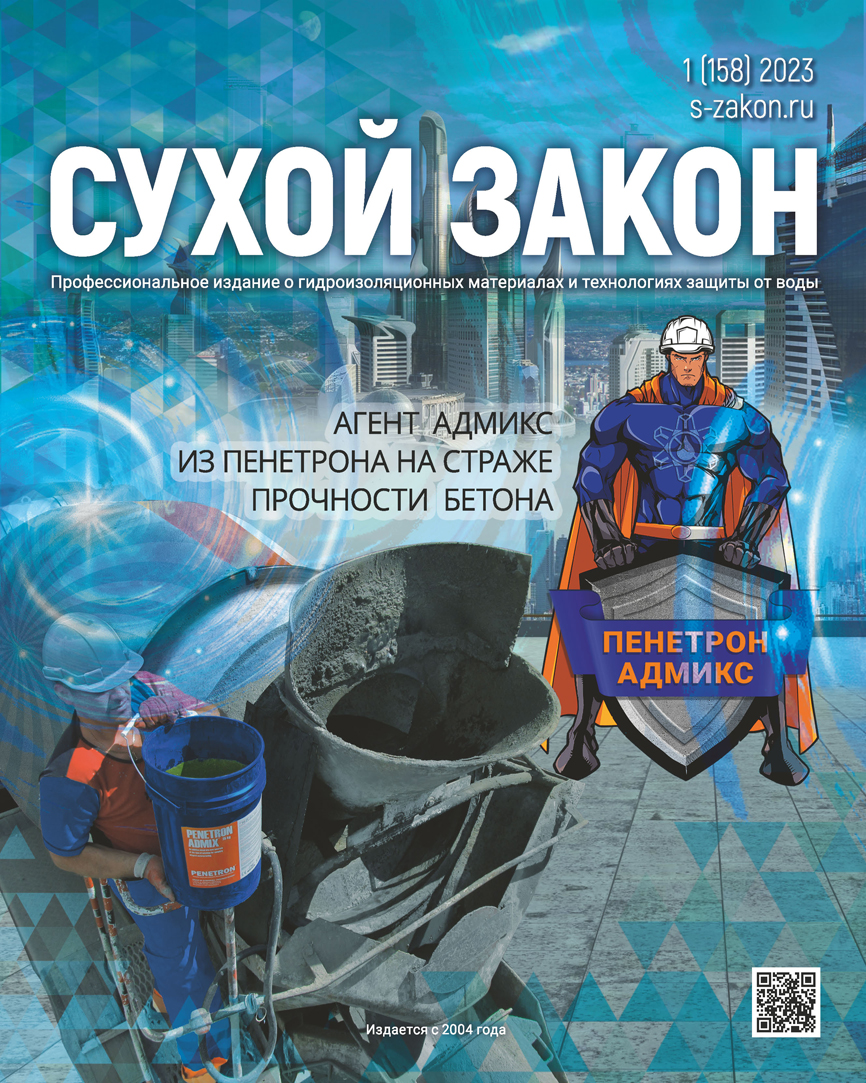 1 (158) 2023
s-zakon.ru
СУХОЙ ЗАКОН
Профессиональное издание о гидроизоляционных материалах и технологиях защиты от воды
АГЕНТ АДМИКС
ИЗ ПЕНЕТРОНА НА СТРАЖЕ
ПРОЧНОСТИ БЕТОНА
ПЕНЕТРОН
АДМИКС
PENETRON
ADMIX
PENETRON
Издается с 2004 года